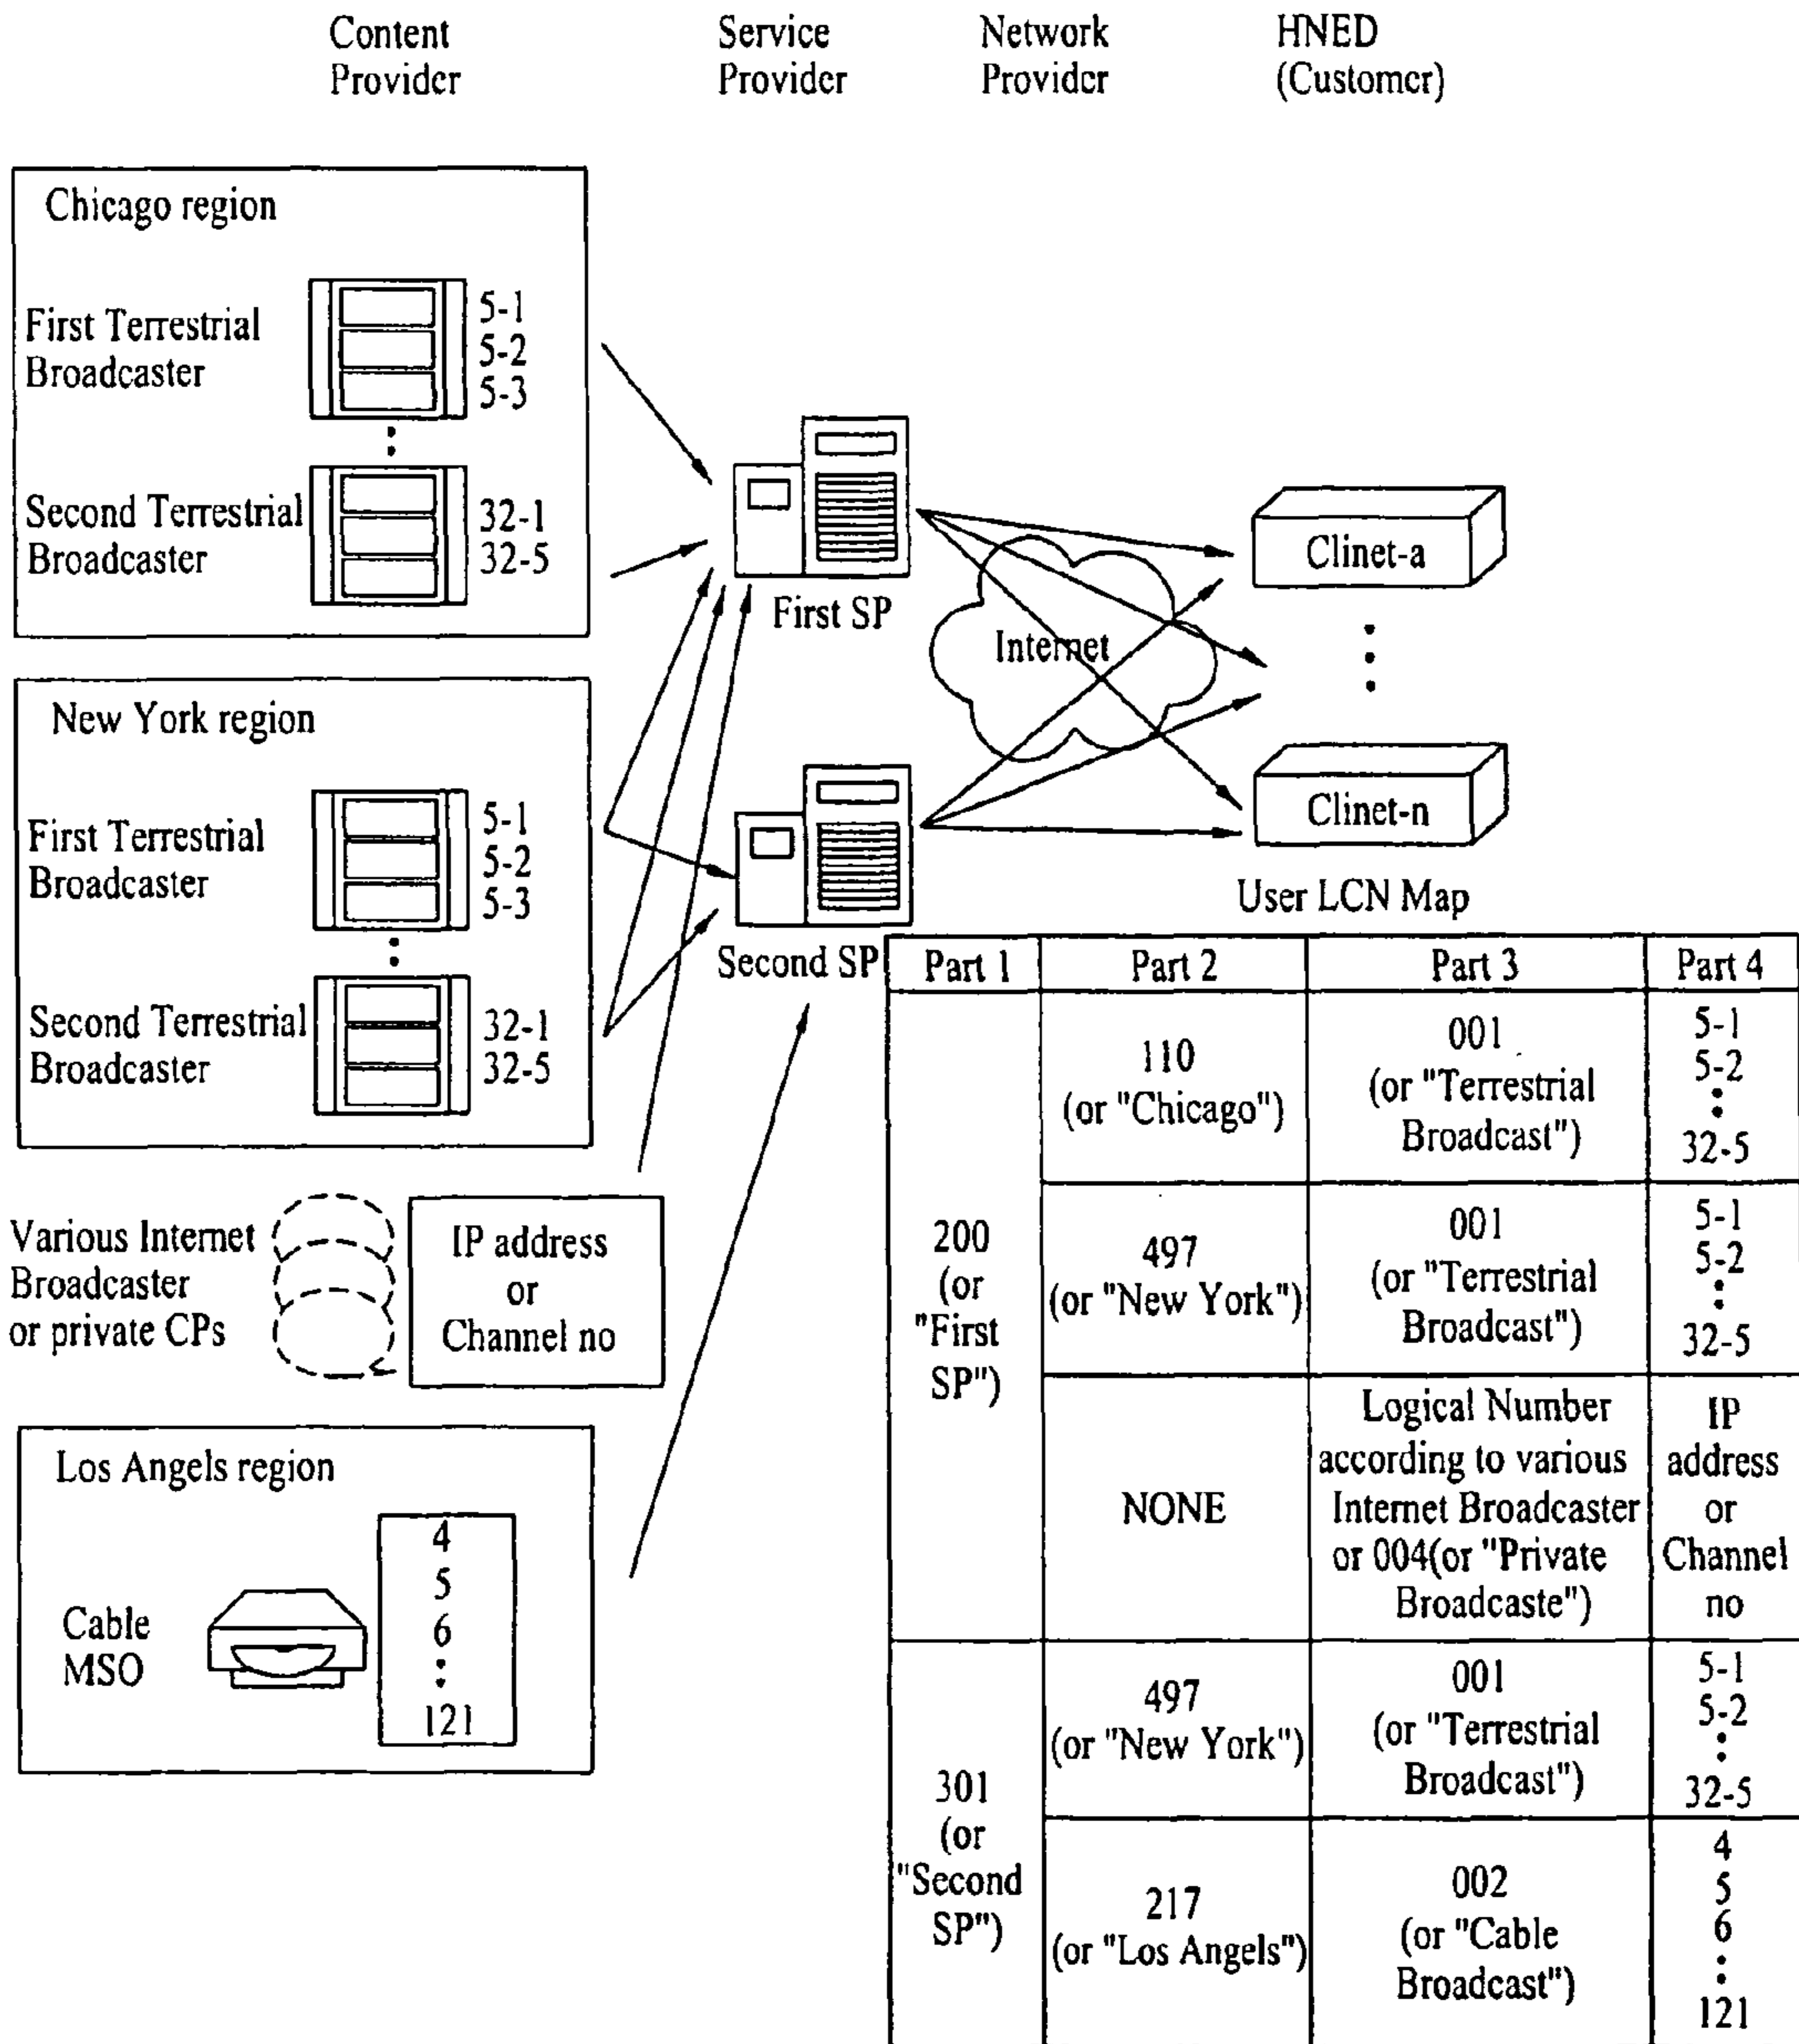 Content
Provider
Service
Provider
Network
Provider
HNED
(Customer)
Chicago region
First Terrestrial
Broadcaster
5-1
5-2
5-3
Second Terrestrial
Broadcaster
32-1
32-5
New York region
First Terrestrial
Broadcaster
5-1
5-2
5-3
Second Terrestrial
Broadcaster
32-1
32-5
Various Internet
Broadcaster
or private CPs
IP address
or
Channel no
Los Angels region
Cable
MSO
4
5
6
121
First SP
Second SP
Internet
Clinet-a
Clinet-n
User LCN Map
Part 1
Part 2
Part 3
Part 4
200
(or
"First
SP")
110
(or "Chicago")
001
(or "Terrestrial
Broadcast")
5-1
5-2
32-5
497
(or "New York")
001
(or "Terrestrial
Broadcast")
5-1
5-2
32-5
NONE
Logical Number
according to various
Internet Broadcaster
or 004(or "Private
Broadcaste")
IP
address
or
Channel
no
301
(or
"Second
SP")
497
(or "New York")
001
(or "Terrestrial
Broadcast")
5-1
5-2
32-5
217
(or "Los Angels")
002
(or "Cable
Broadcast")
4
5
6
121